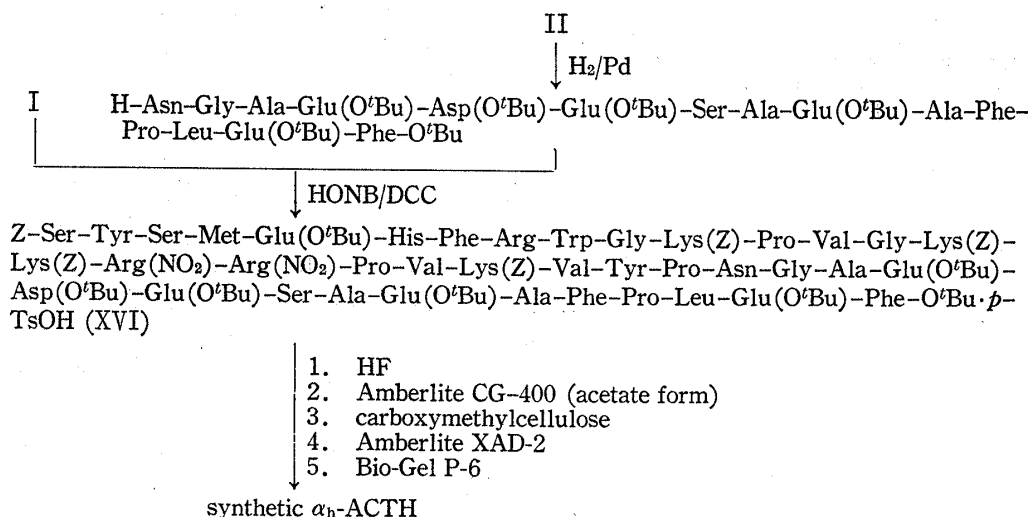 II
H₂/Pd
I H–Asn–Gly–Ala–Glu(OᵗBu)–Asp(OᵗBu)–Glu(OᵗBu)–Ser–Ala–Glu(OᵗBu)–Ala–Phe–
Pro–Leu–Glu(OᵗBu)–Phe–OᵗBu
HONB/DCC
Z–Ser–Tyr–Ser–Met–Glu(OᵗBu)–His–Phe–Arg–Trp–Gly–Lys(Z)–Pro–Val–Gly–Lys(Z)–
Lys(Z)–Arg(NO₂)–Arg(NO₂)–Pro–Val–Lys(Z)–Val–Tyr–Pro–Asn–Gly–Ala–Glu(OᵗBu)–
Asp(OᵗBu)–Glu(OᵗBu)–Ser–Ala–Glu(OᵗBu)–Ala–Phe–Pro–Leu–Glu(OᵗBu)–Phe–OᵗBu·p–
TsOH (XVI)
1. HF
2. Amberlite CG–400 (acetate form)
3. carboxymethylcellulose
4. Amberlite XAD-2
5. Bio-Gel P-6
synthetic αₕ-ACTH